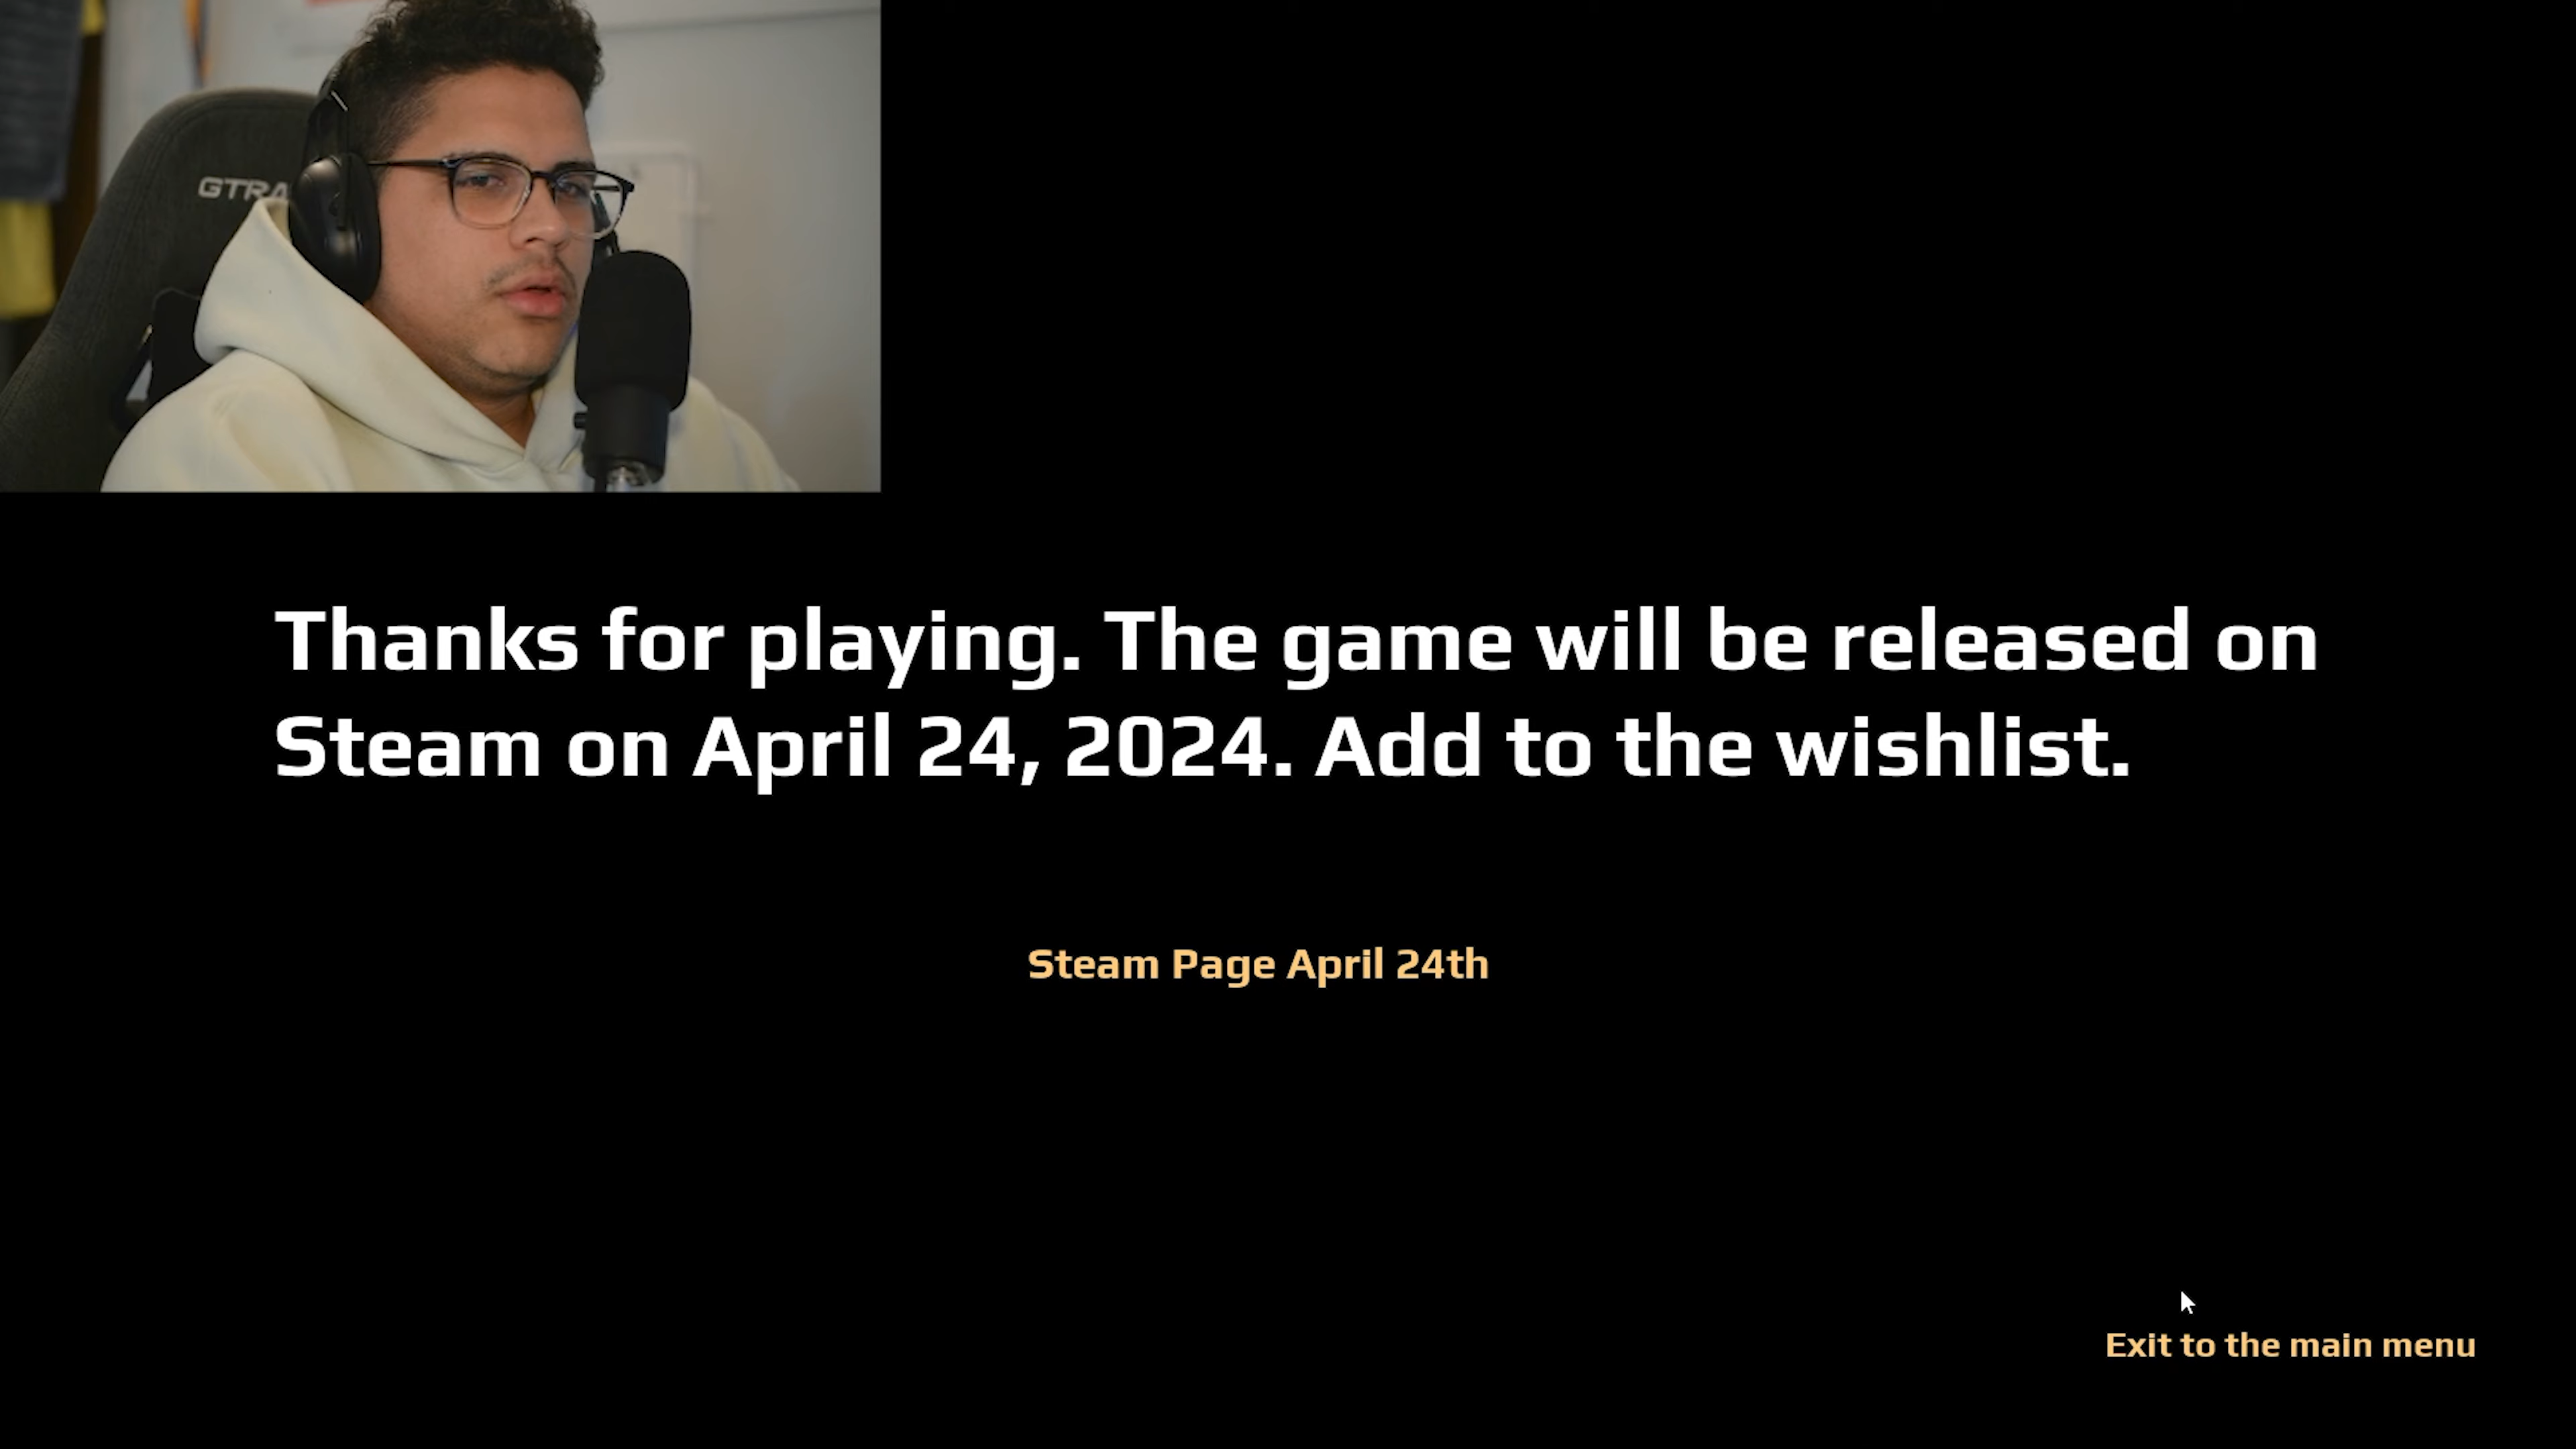 GTRA
Thanks for playing. The game will be released on
Steam on April 24, 2024. Add to the wishlist.
Steam Page April 24th
Exit to the main menu